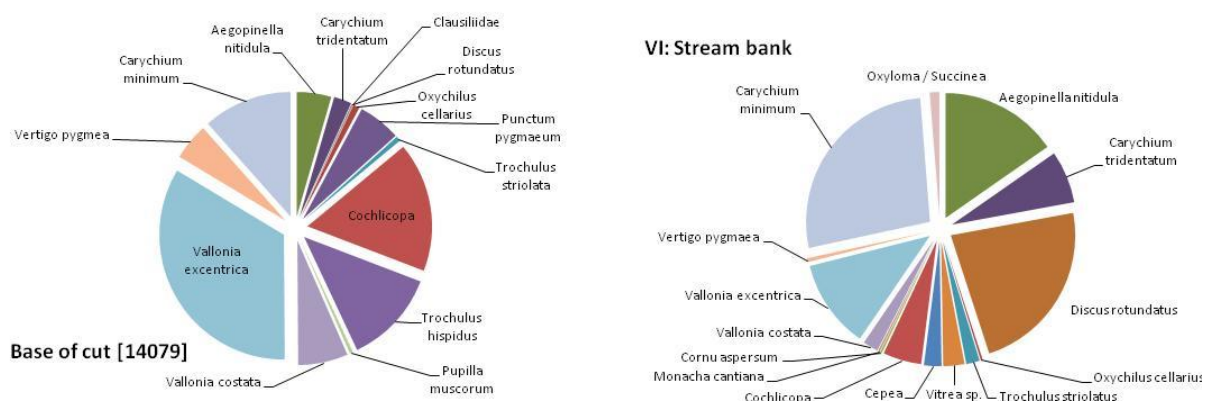 Aegopinella
nitidula
Carychium
tridentatum
Clausiliidae
Discus
rotundatus
Oxychilus
cellarius
Punctum
pygmaeum
Trochulus
striolata
Cochlicopa
Trochulus
hispidus
Pupilla
muscorum
Vallonia costata
Vallonia
excentrica
Vertigo pygmea
Carychium
minimum
Base of cut [14079]
VI: Stream bank
Oxyloma / Succinea
Aegopinella nitidula
Carychium
tridentatum
Discus rotundatus
Oxychilus cellarius
Trochulus striolatus
Vitrea sp.
Cepea
Cochlicopa
Monacha cantiana
Cornu aspersum
Vallonia costata
Vallonia excentrica
Vertigo pygmaea
Carychium
minimum